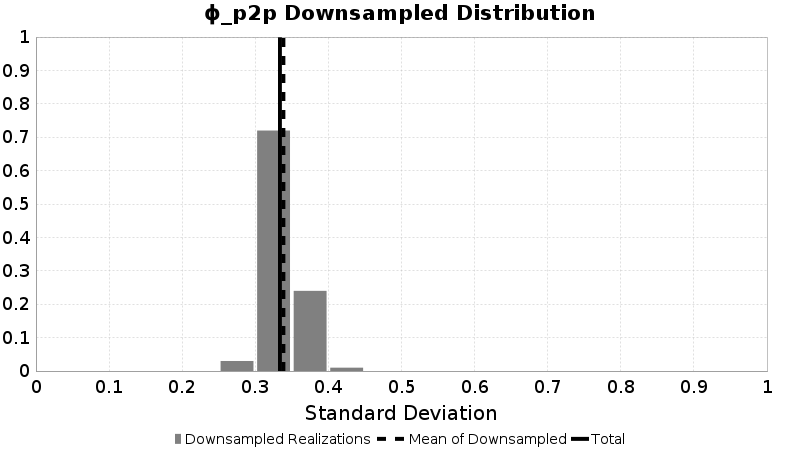 ϕ_p2p Downsampled Distribution
1
0.9
0.8
0.7
0.6
0.5
0.4
0.3
0.2
0.1
0
0 0.1 0.2 0.3 0.4 0.5 0.6 0.7 0.8 0.9 1
Standard Deviation
Downsampled Realizations Mean of Downsampled Total